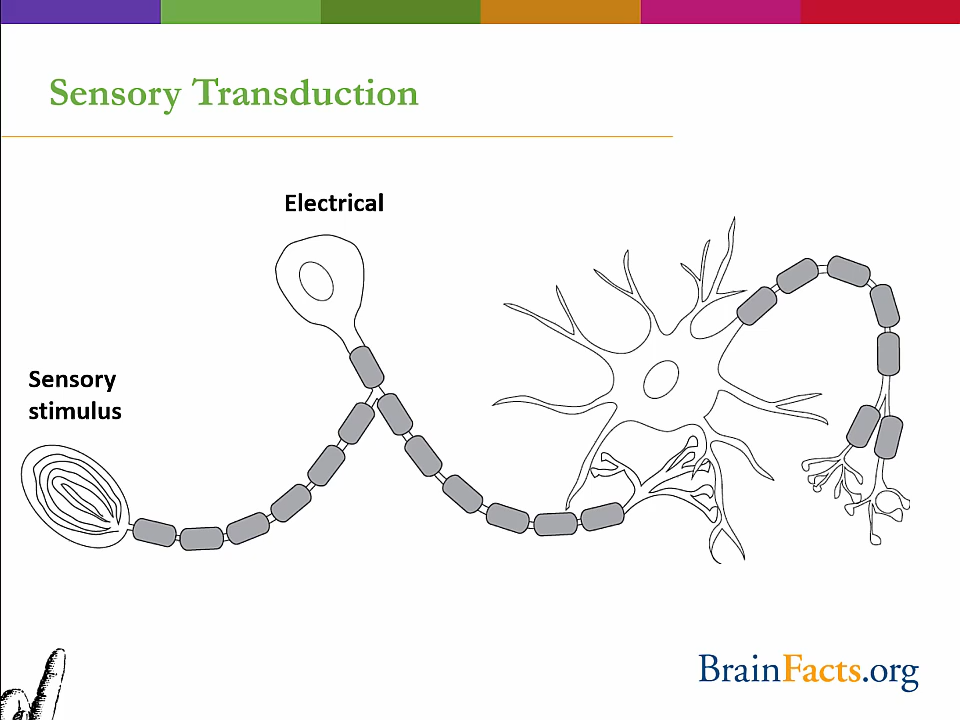 Sensory Transduction
Electrical
Sensory
stimulus
BrainFacts.org